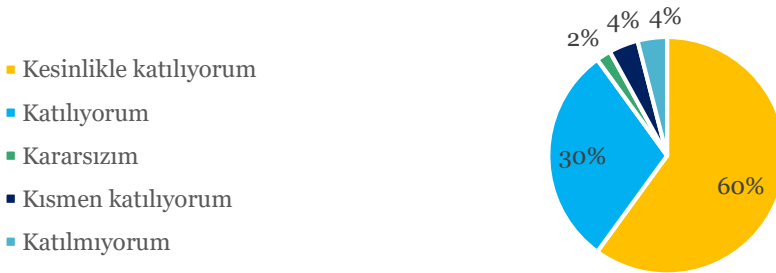 Kesinlikle katılıyorum
Katılıyorum
Kararsızım
Kısmen katılıyorum
Katılmıyorum
2%
4%
4%
30%
60%